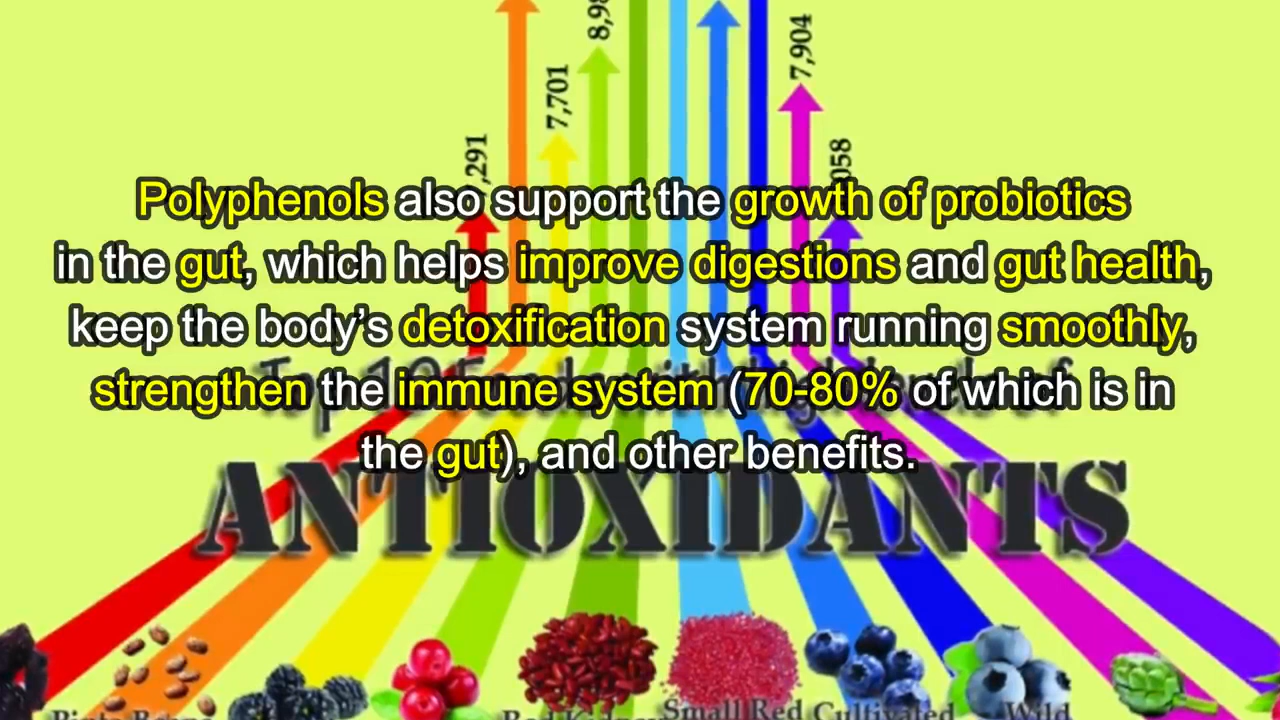 7,701
7,904
Polyphenols also support the growth of probiotics
in the gut, which helps improve digestions and gut health,
keep the body’s detoxification system running smoothly,
strengthen the immune system (70-80% of which is in
the gut), and other benefits.
ANTIOXIDANTS
Small Red Cultivated Wild